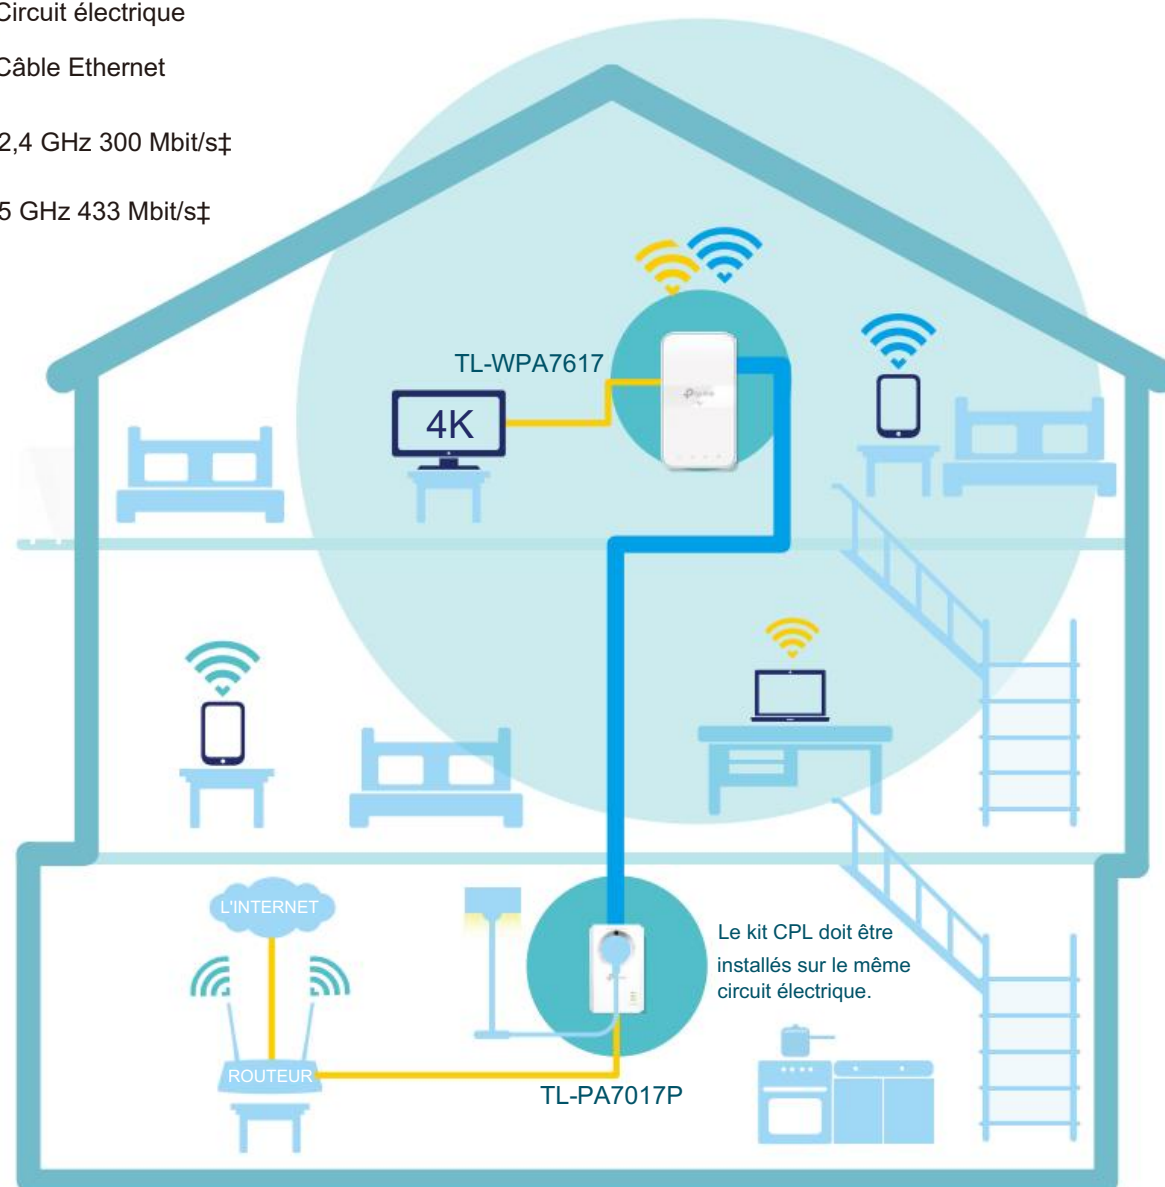 Circuit électrique
Câble Ethernet
2,4 GHz 300 Mbit/s‡
5 GHz 433 Mbit/s‡
TL-WPA7617
4K
L'INTERNET
Le kit CPL doit être
installés sur le même
circuit électrique.
ROUTEUR
TL-PA7017P